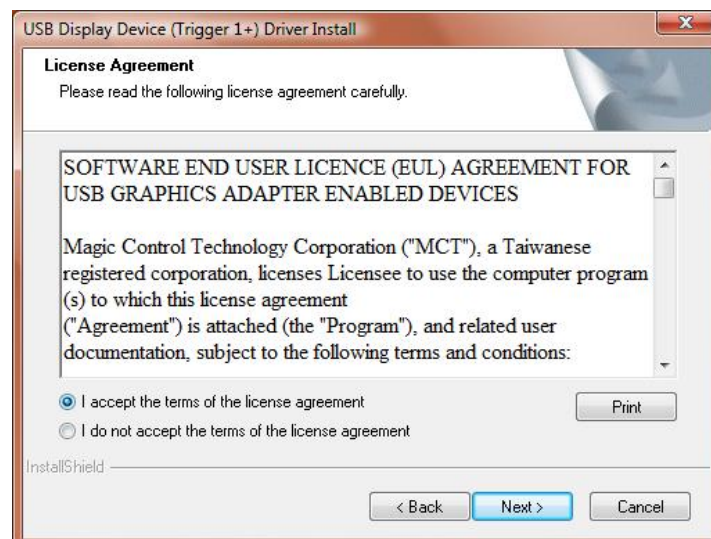 USB Display Device (Trigger 1+) Driver Install
License Agreement
Please read the following license agreement carefully.
SOFTWARE END USER LICENCE (EUL) AGREEMENT FOR
USB GRAPHICS ADAPTER ENABLED DEVICES
Magic Control Technology Corporation ("MCT"), a Taiwanese
registered corporation, licenses Licensee to use the computer program
(s) to which this license agreement
("Agreement") is attached (the "Program"), and related user
documentation, subject to the following terms and conditions:
I accept the terms of the license agreement
Print
I do not accept the terms of the license agreement
InstallShield
< Back
Next >
Cancel